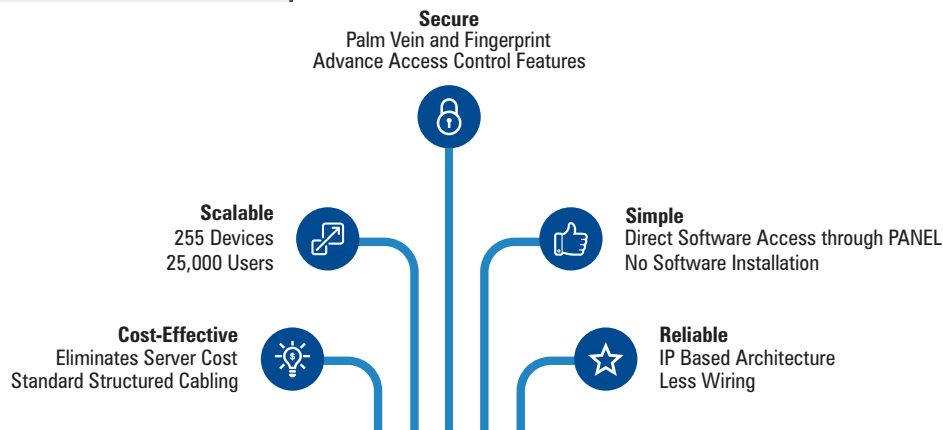 Secure
Palm Vein and Fingerprint
Advance Access Control Features
Scalable
255 Devices
25,000 Users
Simple
Direct Software Access through PANEL
No Software Installation
Cost-Effective
Eliminates Server Cost
Standard Structured Cabling
Reliable
IP Based Architecture
Less Wiring